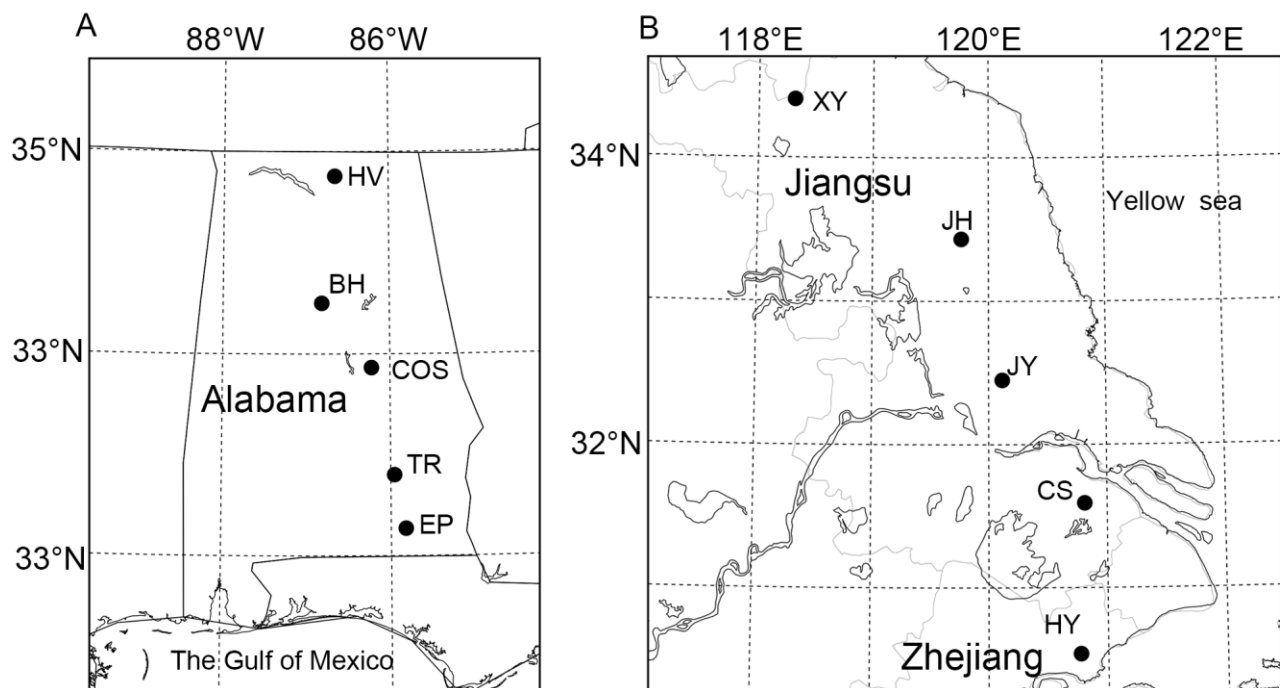 A
88°W 86°W
35°N
HV
BH
33°N
COS
Alabama
TR
EP
33°N
The Gulf of Mexico
B
118°E 120°E 122°E
XY
34°N
Jiangsu
Yellow sea
JH
JY
32°N
CS
HY
Zhejiang